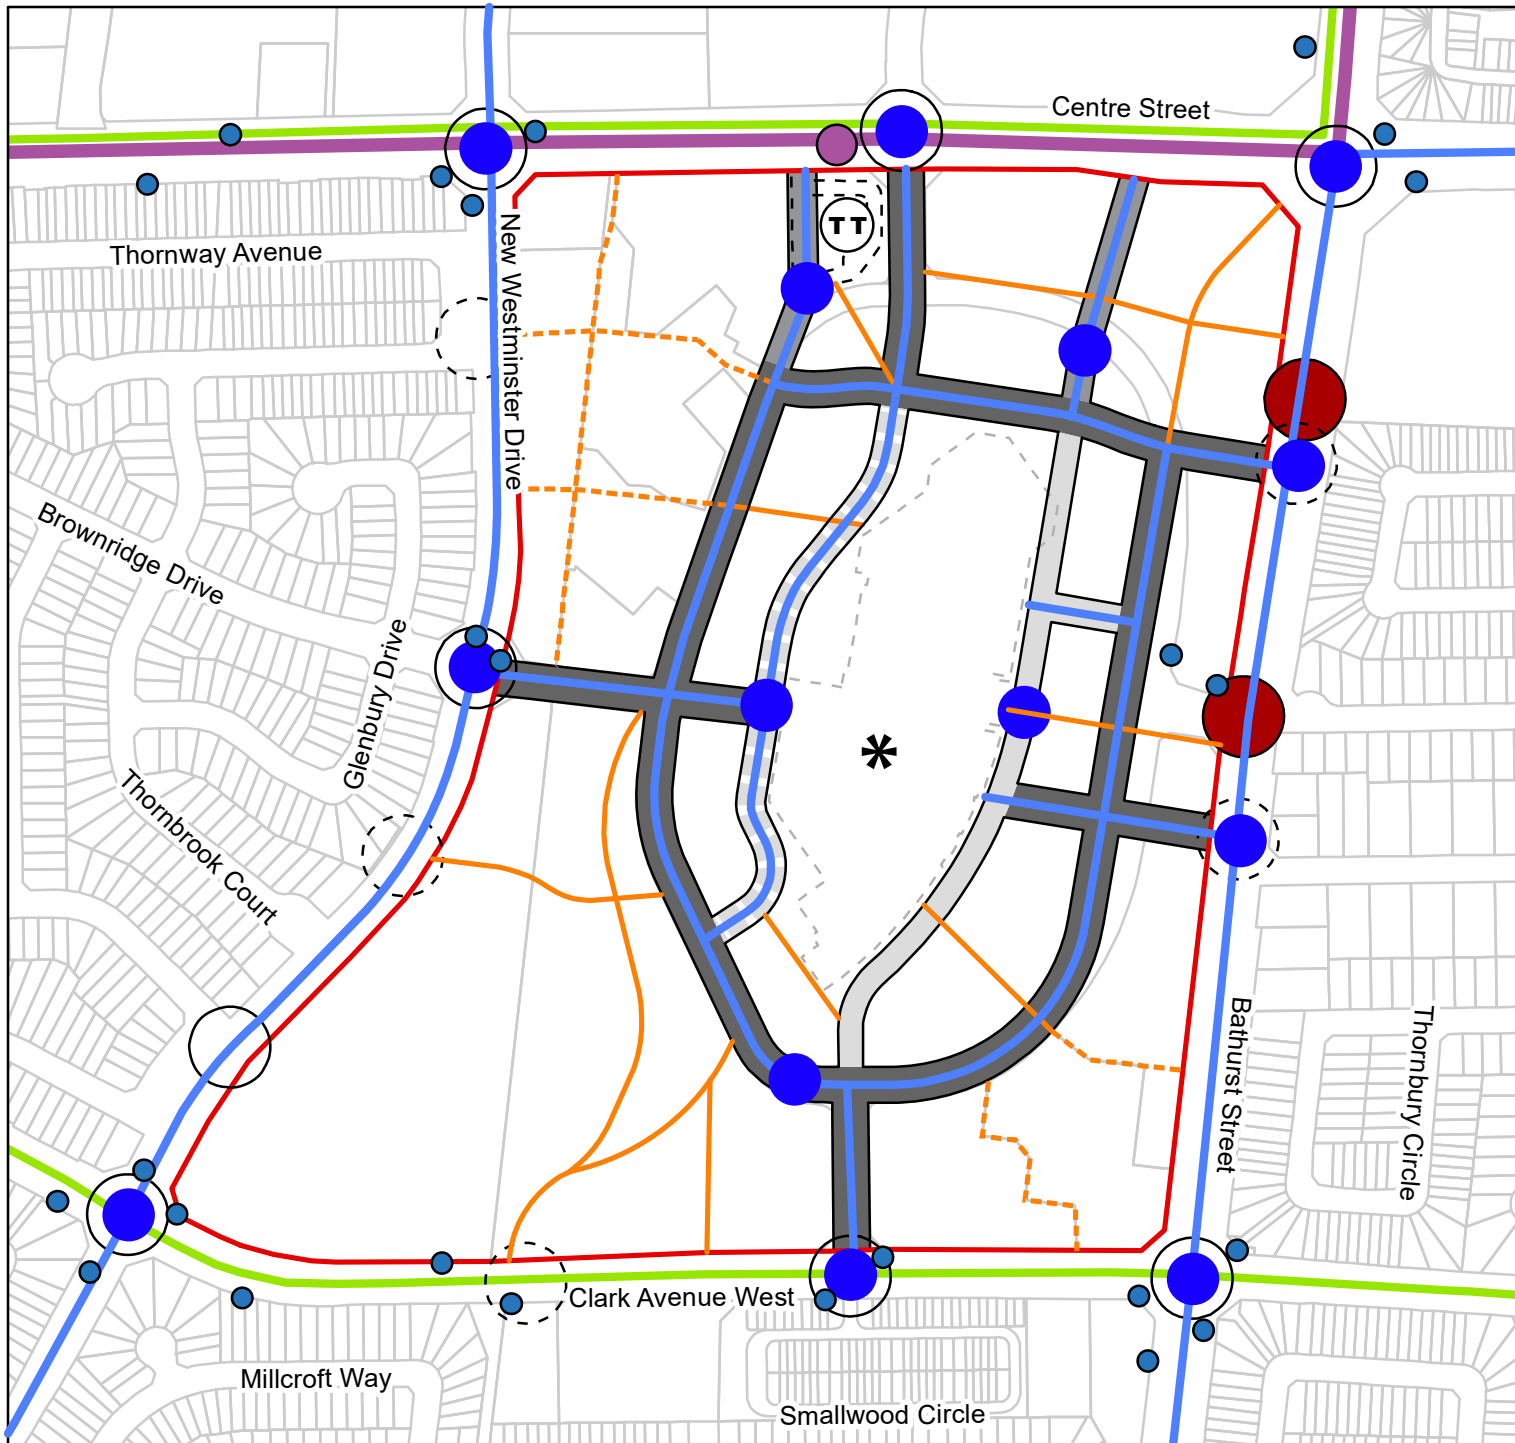 Centre Street
TT
Thornway Avenue
New Westminster Drive
Brownridge Drive
Glenbury Drive
*
Thornbrook Court
Bathurst Street
Thornbury Circle
Clark Avenue West
Millcroft Way
Smallwood Circle